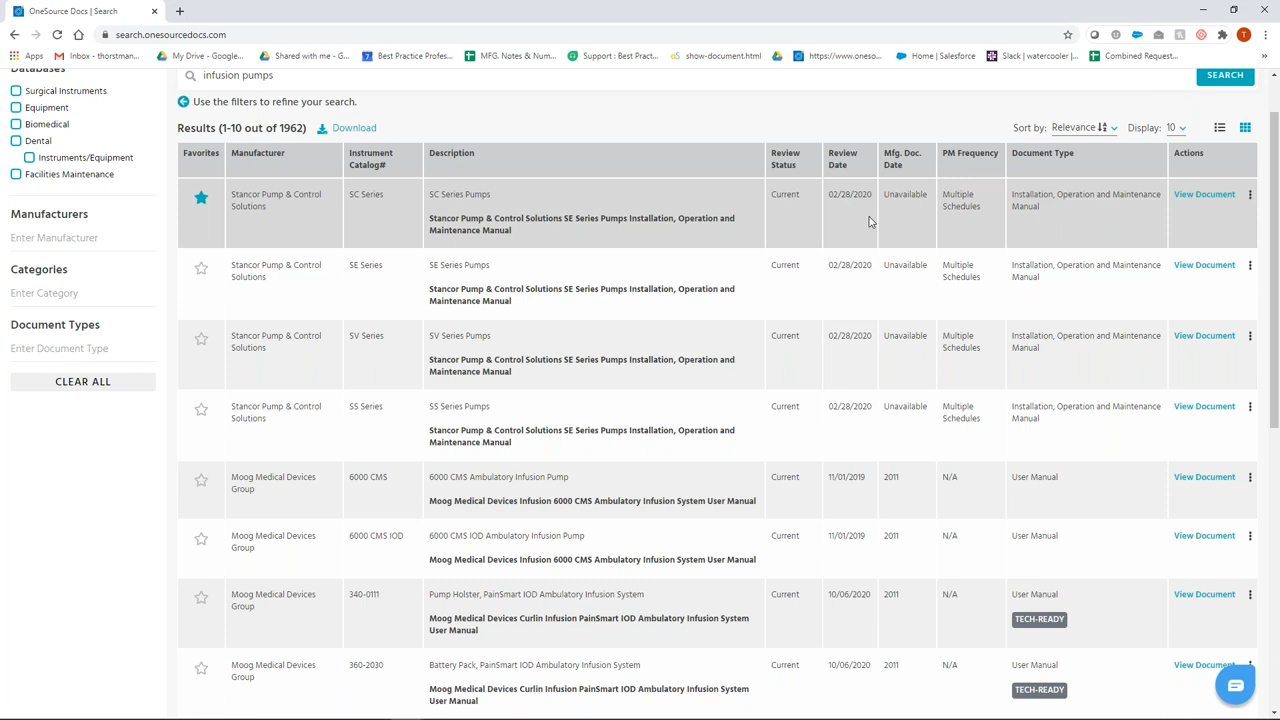 OneSource Docs | Search
search.onesourcedocs.com
T
Apps
Inbox - thorstman...
My Drive - Google...
Shared with me - G...
Best Practice Profes...
MFG. Notes & Num...
Support : Best Pract...
show-document.html
https://www.oneso...
Home | Salesforce
Slack | watercooler |...
Combined Request...
Databases
Surgical Instruments
Equipment
Biomedical
Dental
Instruments/Equipment
Facilities Maintenance
Manufacturers
Enter Manufacturer
Categories
Enter Category
Document Types
Enter Document Type
CLEAR ALL
infusion pumps
SEARCH
Use the filters to refine your search.
Results (1-10 out of 1962)
Download
Sort by: Relevance
Display: 10
Favorites
Manufacturer
Instrument
Catalog#
Description
Review
Status
Review
Date
Mfg. Doc.
Date
PM Frequency
Document Type
Actions
Stancor Pump & Control
Solutions
SC Series
SC Series Pumps
Stancor Pump & Control Solutions SE Series Pumps Installation, Operation and
Maintenance Manual
Current
02/28/2020
Unavailable
Multiple
Schedules
Installation, Operation and Maintenance
Manual
View Document
Stancor Pump & Control
Solutions
SE Series
SE Series Pumps
Stancor Pump & Control Solutions SE Series Pumps Installation, Operation and
Maintenance Manual
Current
02/28/2020
Unavailable
Multiple
Schedules
Installation, Operation and Maintenance
Manual
View Document
Stancor Pump & Control
Solutions
SV Series
SV Series Pumps
Stancor Pump & Control Solutions SE Series Pumps Installation, Operation and
Maintenance Manual
Current
02/28/2020
Unavailable
Multiple
Schedules
Installation, Operation and Maintenance
Manual
View Document
Stancor Pump & Control
Solutions
SS Series
SS Series Pumps
Stancor Pump & Control Solutions SE Series Pumps Installation, Operation and
Maintenance Manual
Current
02/28/2020
Unavailable
Multiple
Schedules
Installation, Operation and Maintenance
Manual
View Document
Moog Medical Devices
Group
6000 CMS
6000 CMS Ambulatory Infusion Pump
Moog Medical Devices Infusion 6000 CMS Ambulatory Infusion System User Manual
Current
11/01/2019
2011
N/A
User Manual
View Document
Moog Medical Devices
Group
6000 CMS IOD
6000 CMS IOD Ambulatory Infusion Pump
Moog Medical Devices Infusion 6000 CMS Ambulatory Infusion System User Manual
Current
11/01/2019
2011
N/A
User Manual
View Document
Moog Medical Devices
Group
340-0111
Pump Holster, PainSmart IOD Ambulatory Infusion System
Moog Medical Devices Curlin Infusion PainSmart IOD Ambulatory Infusion System
User Manual
Current
10/06/2020
2011
N/A
User Manual
TECH-READY
View Document
Moog Medical Devices
Group
360-2030
Battery Pack, PainSmart IOD Ambulatory Infusion System
Moog Medical Devices Curlin Infusion PainSmart IOD Ambulatory Infusion System
User Manual
Current
10/06/2020
2011
N/A
User Manual
TECH-READY
View Document